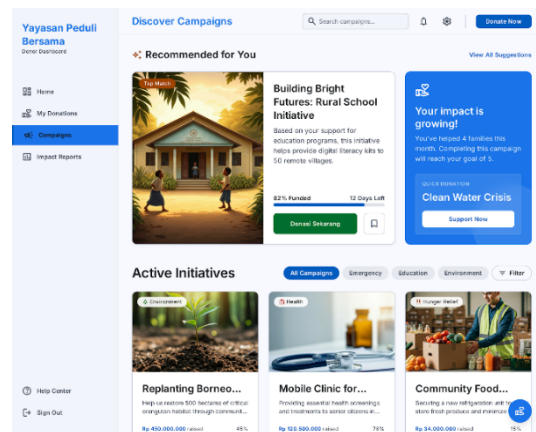 Yayasan Peduli
Bersama
Donor Dashboard
Home
My Donations
Campaigns
Impact Reports
Help Center
Sign Out
Discover Campaigns
Search campaigns...
Donate Now
Recommended for You
View All Suggestions
Top Match
Building Bright
Futures: Rural School
Initiative
Based on your support for
education programs, this initiative
helps provide digital literacy kits to
50 remote villages.
82% Funded
12 Days Left
Donasi Sekarang
Your impact is
growing!
You've helped 4 families this
month. Completing this campaign
will reach your goal of 5.
QUICK DONATION
Clean Water Crisis
Support Now
Active Initiatives
All Campaigns
Emergency
Education
Environment
Filter
Environment
Replanting Borneo...
Help us restore 500 hectares of critical
orangutan habitat through communit...
Rp 450.000.000 raised
45%
Health
Mobile Clinic for...
Providing essential health screenings
and treatments to senior citizens in...
Rp 120.500.000 raised
78%
Hunger Relief
Community Food...
Securing a new refrigeration unit to
store fresh produce and minimize
Rp 34.000.000 raised
15%